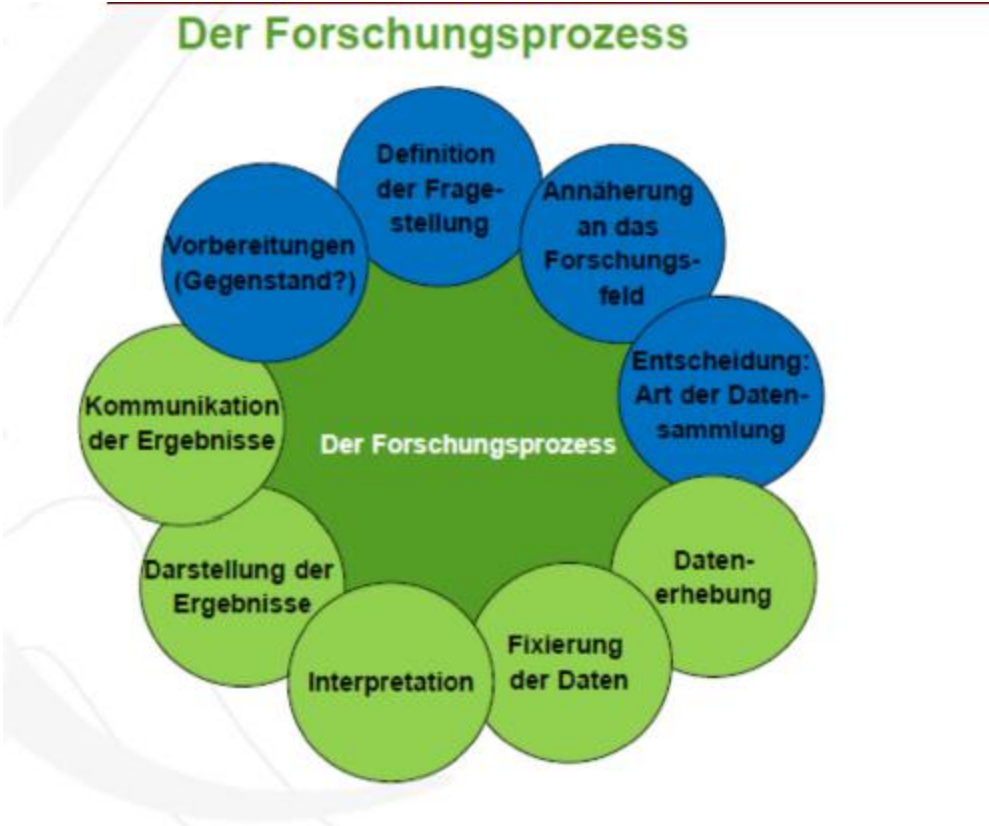 Der Forschungsprozess
Definition
der Frage-
stellung
Annäherung
an das
Forschungs-
feld
Entscheidung:
Art der Daten-
sammlung
Daten-
erhebung
Fixierung
der Daten
Interpretation
Darstellung der
Ergebnisse
Kommunikation
der Ergebnisse
Vorbereitungen
(Gegenstand?)
Der Forschungsprozess